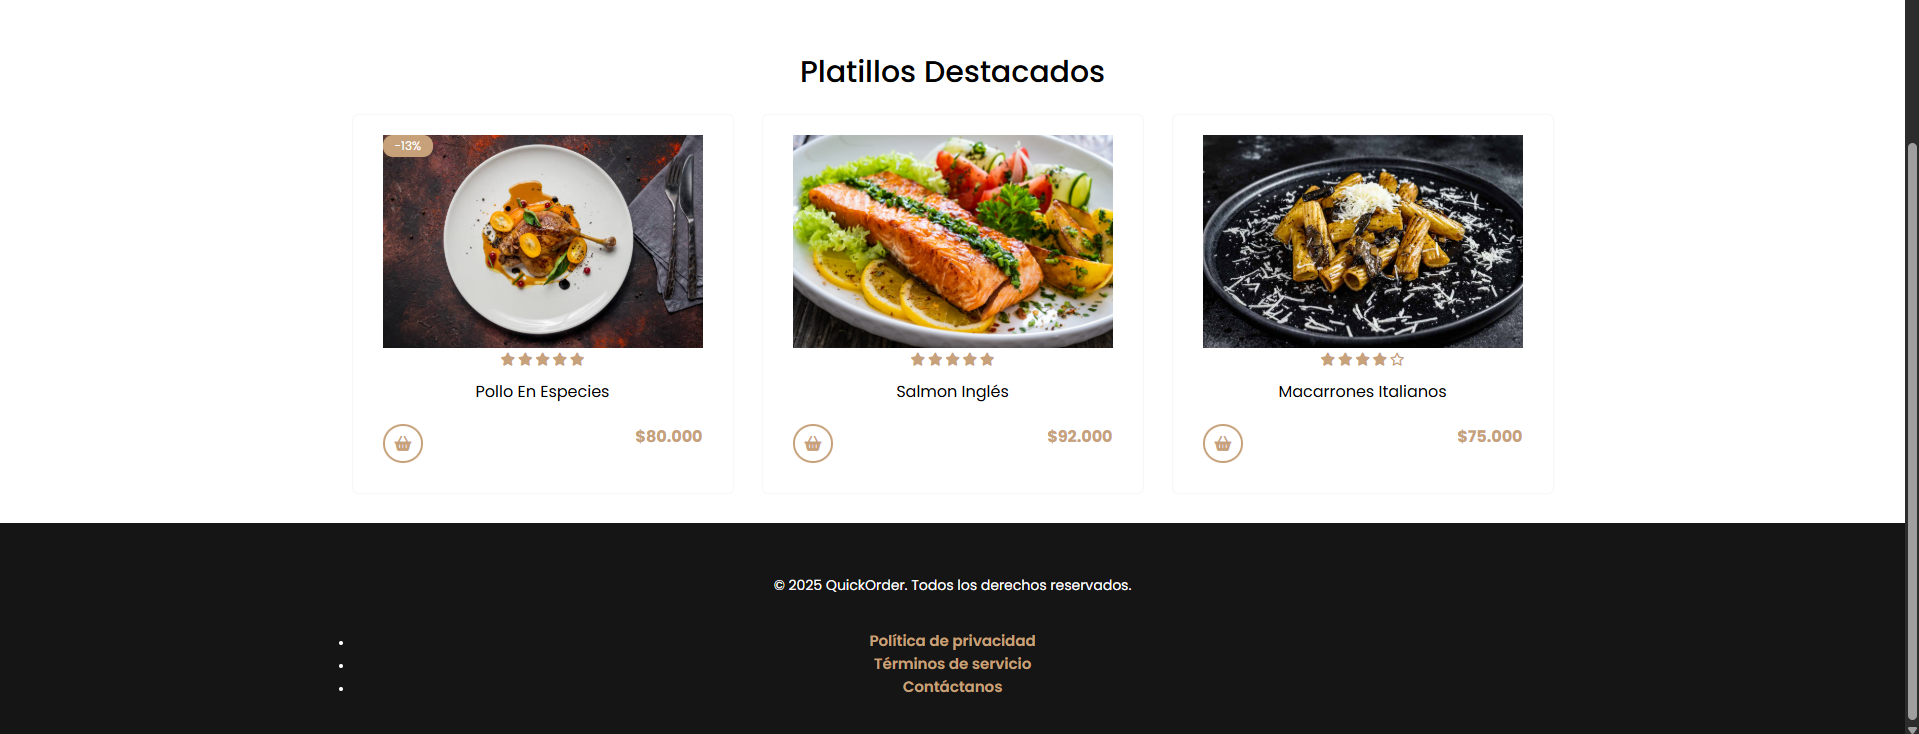 Platillos Destacados
-13%
Pollo En Especies
$80.000
Salmon Inglés
$92.000
Macarrones Italianos
$75.000
© 2025 QuickOrder. Todos los derechos reservados.
• Política de privacidad
• Términos de servicio
• Contáctanos